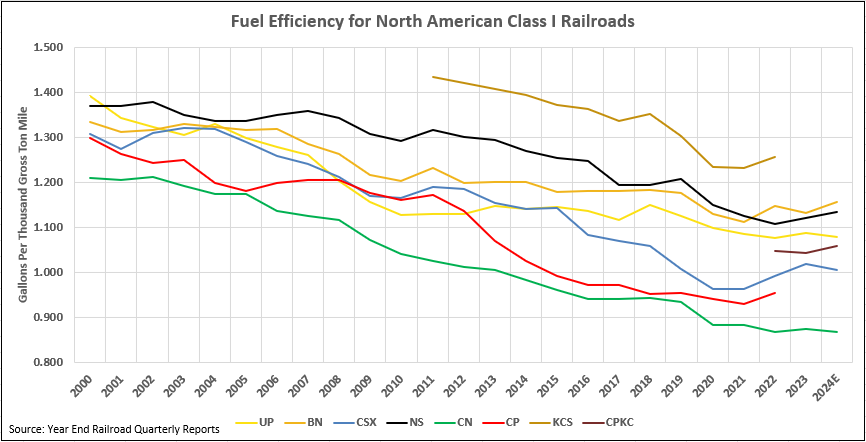 Fuel Efficiency for North American Class I Railroads
Gallons Per Thousand Gross Ton Mile
1.500
1.400
1.300
1.200
1.100
1.000
0.900
0.800
2000 2001 2002 2003 2004 2005 2006 2007 2008 2009 2010 2011 2012 2013 2014 2015 2016 2017 2018 2019 2020 2021 2022 2023 2024E
UP BN CSX NS CN CP KCS CPKC
Source: Year End Railroad Quarterly Reports